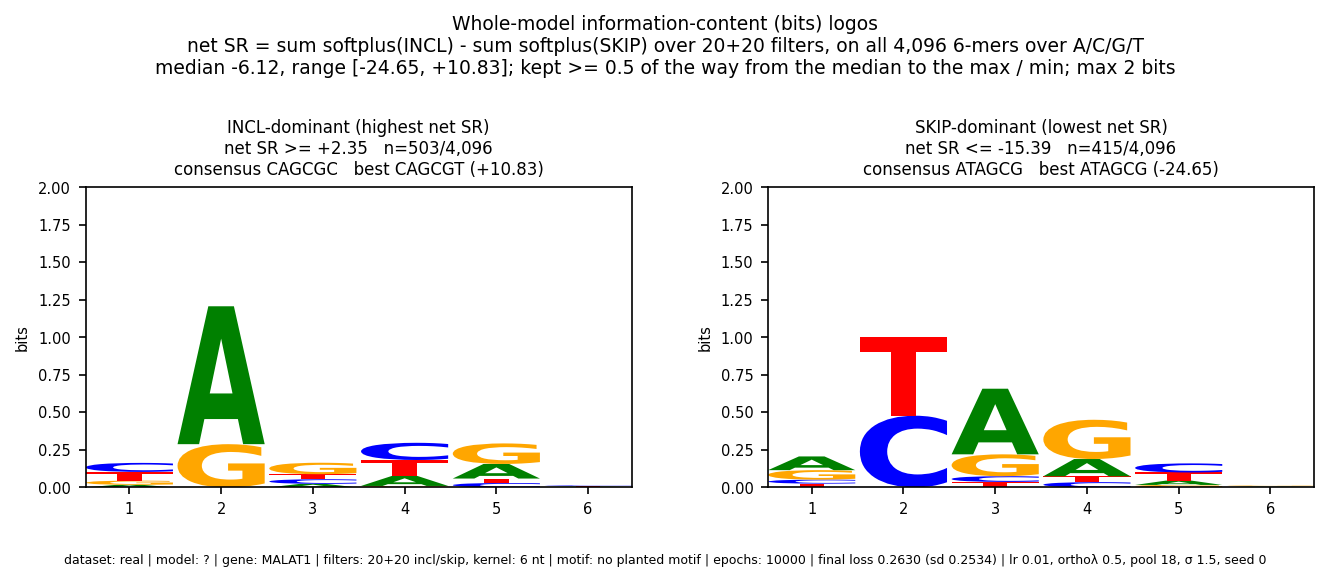 Whole-model information-content (bits) logos
net SR = sum softplus(INCL) - sum softplus(SKIP) over 20+20 filters, on all 4,096 6-mers over A/C/G/T
median -6.12, range [-24.65, +10.83]; kept >= 0.5 of the way from the median to the max / min; max 2 bits
INCL-dominant (highest net SR)
net SR >= +2.35 n=503/4,096
consensus CAGCGC best CAGCGT (+10.83)
2.00
1.75
1.50
1.25
1.00
0.75
0.50
0.25
0.00
bits
C
T
G
A
G
G
T
C
A
C
T
A
G
A
T
C
1 2 3 4 5 6
SKIP-dominant (lowest net SR)
net SR <= -15.39 n=415/4,096
consensus ATAGCG best ATAGCG (-24.65)
2.00
1.75
1.50
1.25
1.00
0.75
0.50
0.25
0.00
bits
A
G
C
T
T
C
A
G
C
T
G
A
T
C
C
T
A
1 2 3 4 5 6
dataset: real | model: ? | gene: MALAT1 | filters: 20+20 incl/skip, kernel: 6 nt | motif: no planted motif | epochs: 10000 | final loss 0.2630 (sd 0.2534) | lr 0.01, orthoλ 0.5, pool 18, σ 1.5, seed 0